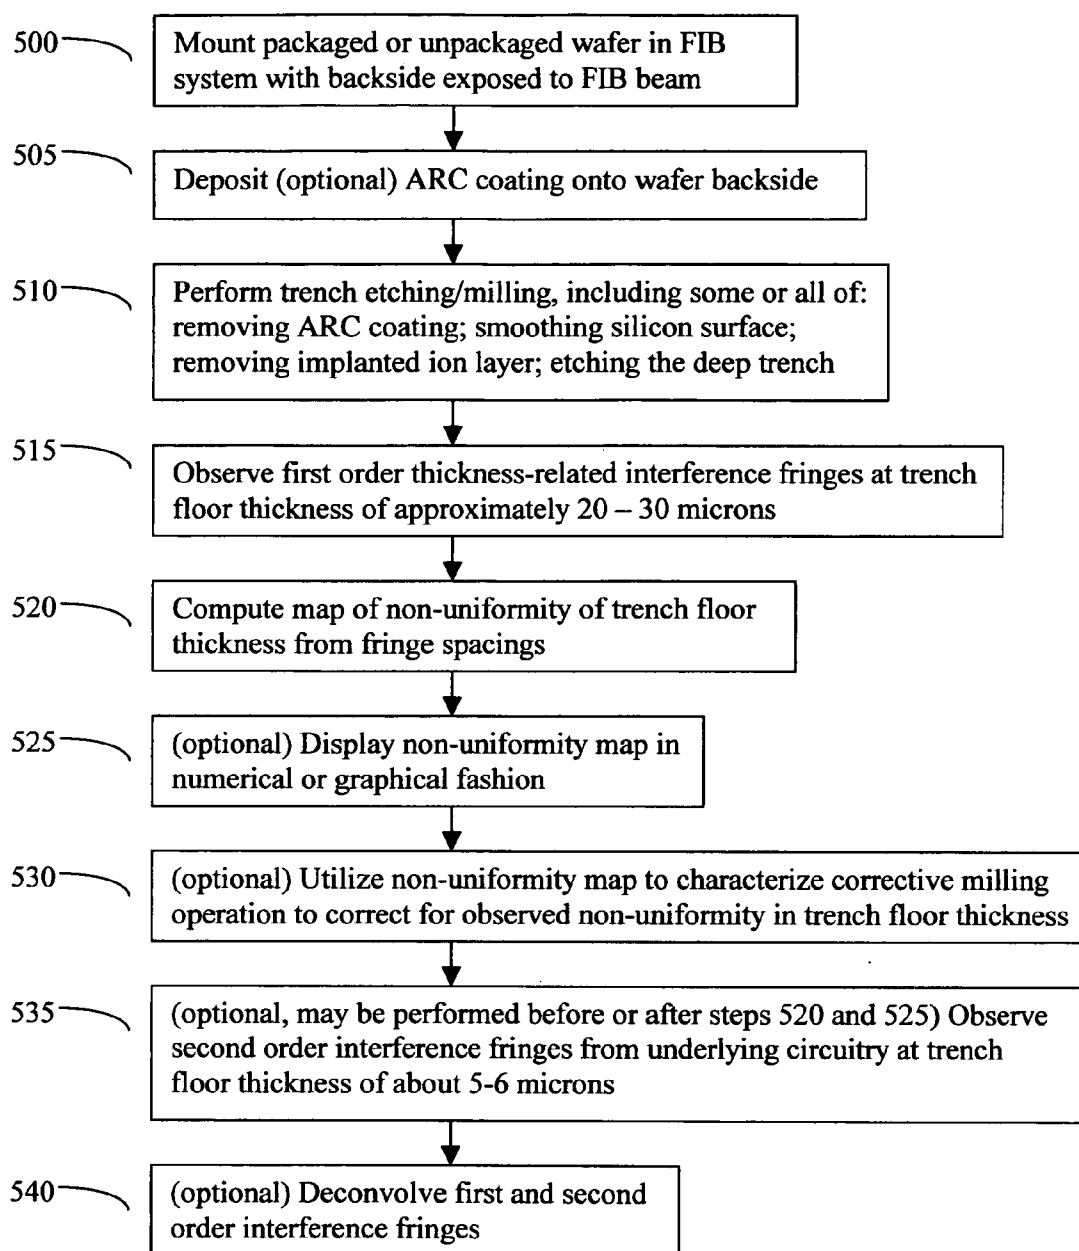 500
Mount packaged or unpackaged wafer in FIB
system with backside exposed to FIB beam
505
Deposit (optional) ARC coating onto wafer backside
510
Perform trench etching/milling, including some or all of:
removing ARC coating; smoothing silicon surface;
removing implanted ion layer; etching the deep trench
515
Observe first order thickness-related interference fringes at trench
floor thickness of approximately 20 – 30 microns
520
Compute map of non-uniformity of trench floor
thickness from fringe spacings
525
(optional) Display non-uniformity map in
numerical or graphical fashion
530
(optional) Utilize non-uniformity map to characterize corrective milling
operation to correct for observed non-uniformity in trench floor thickness
535
(optional, may be performed before or after steps 520 and 525) Observe
second order interference fringes from underlying circuitry at trench
floor thickness of about 5-6 microns
540
(optional) Deconvolve first and second
order interference fringes